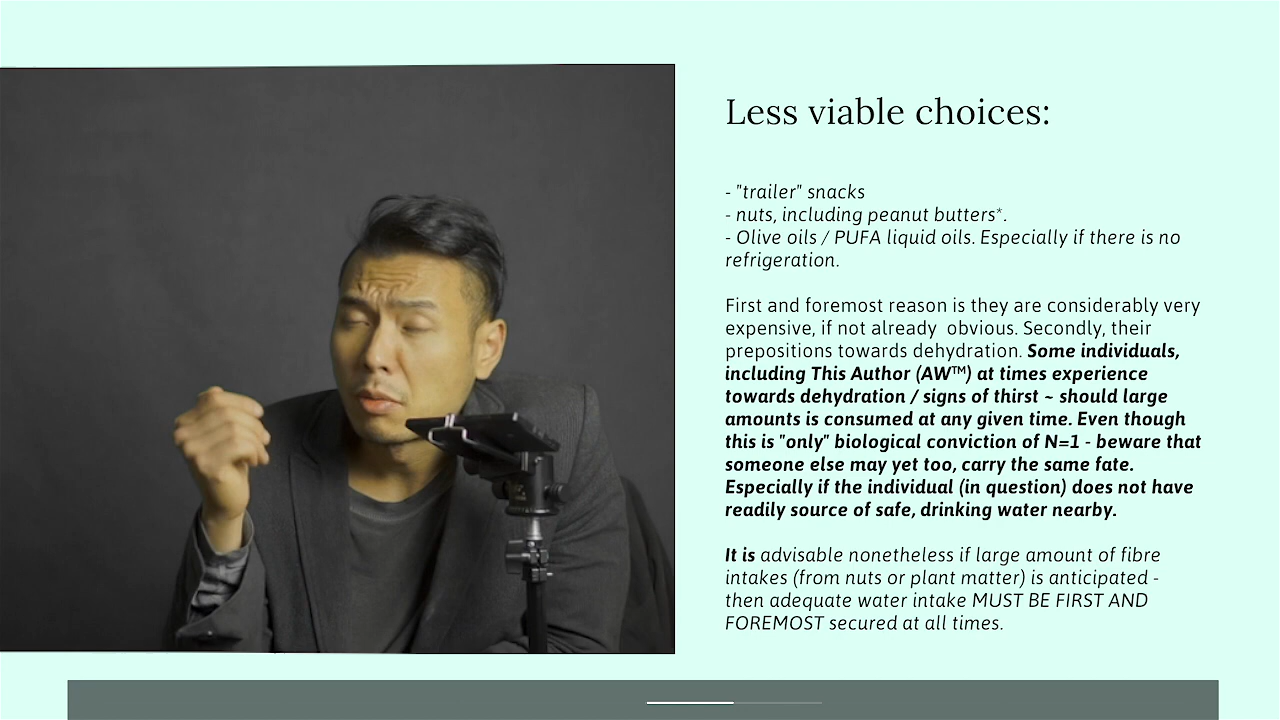 Less viable choices:
- "trailer" snacks
- nuts, including peanut butters*.
- Olive oils / PUFA liquid oils. Especially if there is no
refrigeration.
First and foremost reason is they are considerably very
expensive, if not already  obvious. Secondly, their
prepositions towards dehydration. Some individuals,
including This Author (AW™) at times experience
towards dehydration / signs of thirst ~ should large
amounts is consumed at any given time. Even though
this is "only" biological conviction of N=1 - beware that
someone else may yet too, carry the same fate.
Especially if the individual (in question) does not have
readily source of safe, drinking water nearby.
It is advisable nonetheless if large amount of fibre
intakes (from nuts or plant matter) is anticipated -
then adequate water intake MUST BE FIRST AND
FOREMOST secured at all times.